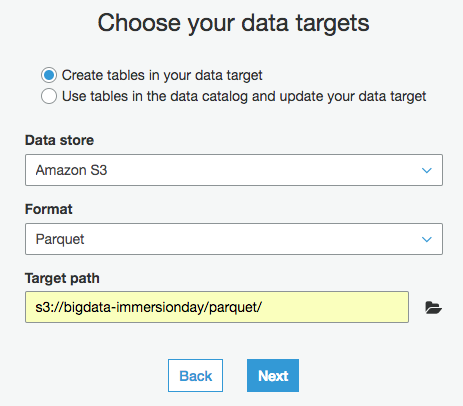 Choose your data targets
Create tables in your data target
Use tables in the data catalog and update your data target
Data store
Amazon S3
Format
Parquet
Target path
s3://bigdata-immersionday/parquet/
Back
Next